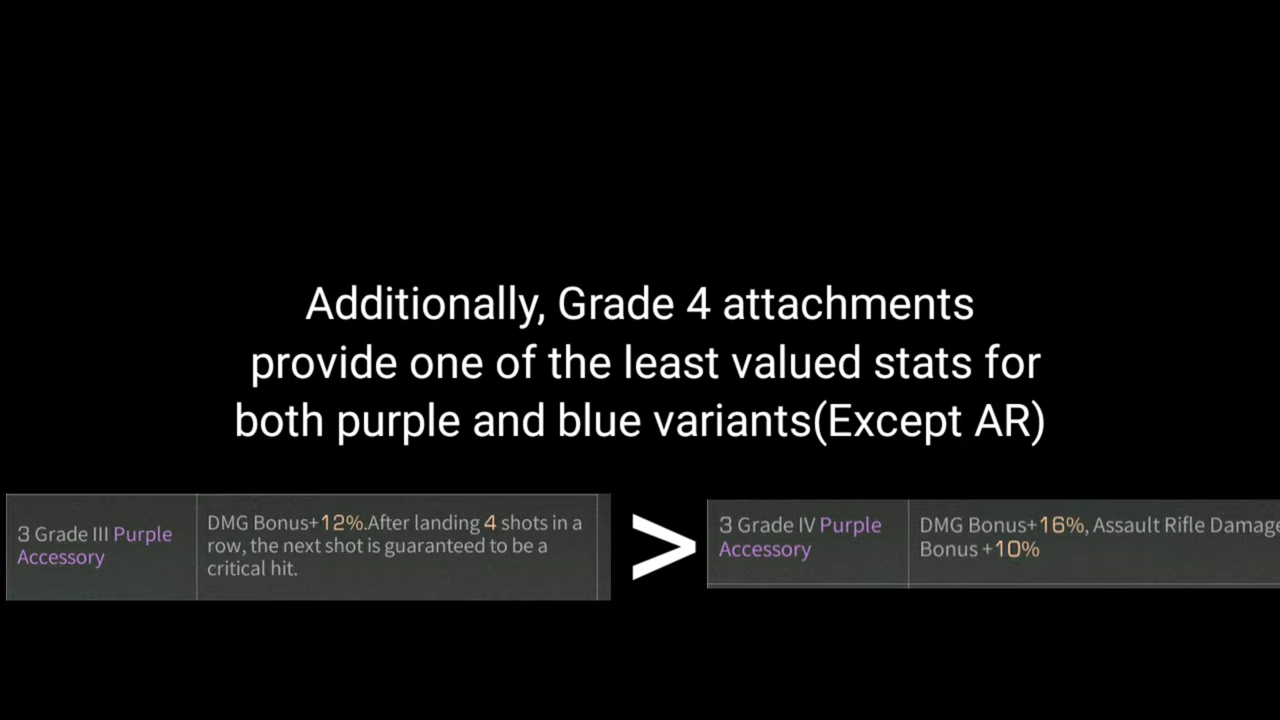 Additionally, Grade 4 attachments
provide one of the least valued stats for
both purple and blue variants(Except AR)
3 Grade III Purple
Accessory
DMG Bonus+12%.After landing 4 shots in a
row, the next shot is guaranteed to be a
critical hit.
>
3 Grade IV Purple
Accessory
DMG Bonus+16%, Assault Rifle Damage
Bonus +10%